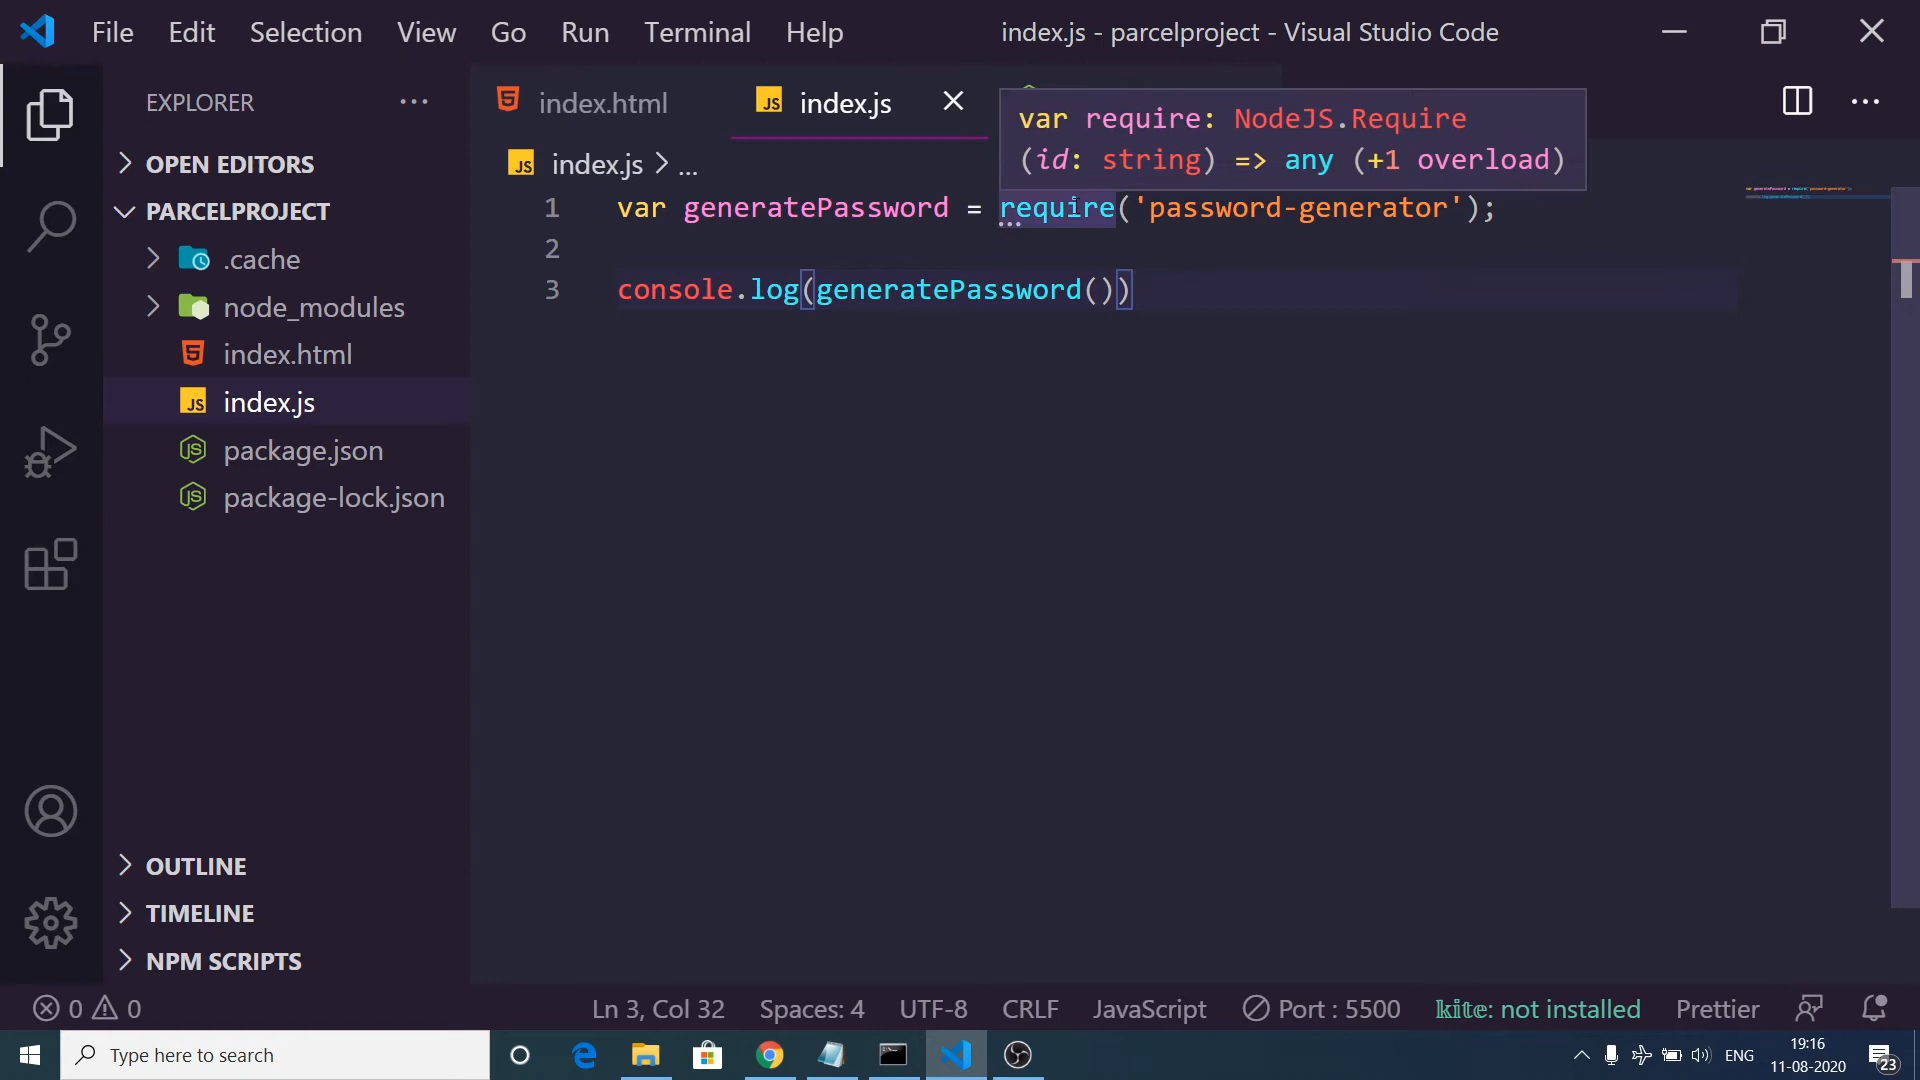 File Edit Selection View Go Run Terminal Help index.js - parcelproject - Visual Studio Code
EXPLORER
OPEN EDITORS
PARCELPROJECT
.cache
node_modules
index.html
index.js
package.json
package-lock.json
OUTLINE
TIMELINE
NPM SCRIPTS
index.html index.js
var require: NodeJS.Require
(id: string) => any (+1 overload)
index.js > ...
1 var generatePassword = require('password-generator');
2
3 console.log(generatePassword())
0 0 Ln 3, Col 32 Spaces: 4 UTF-8 CRLF JavaScript Port : 5500 kite: not installed Prettier
Type here to search
ENG
19:16
11-08-2020
23